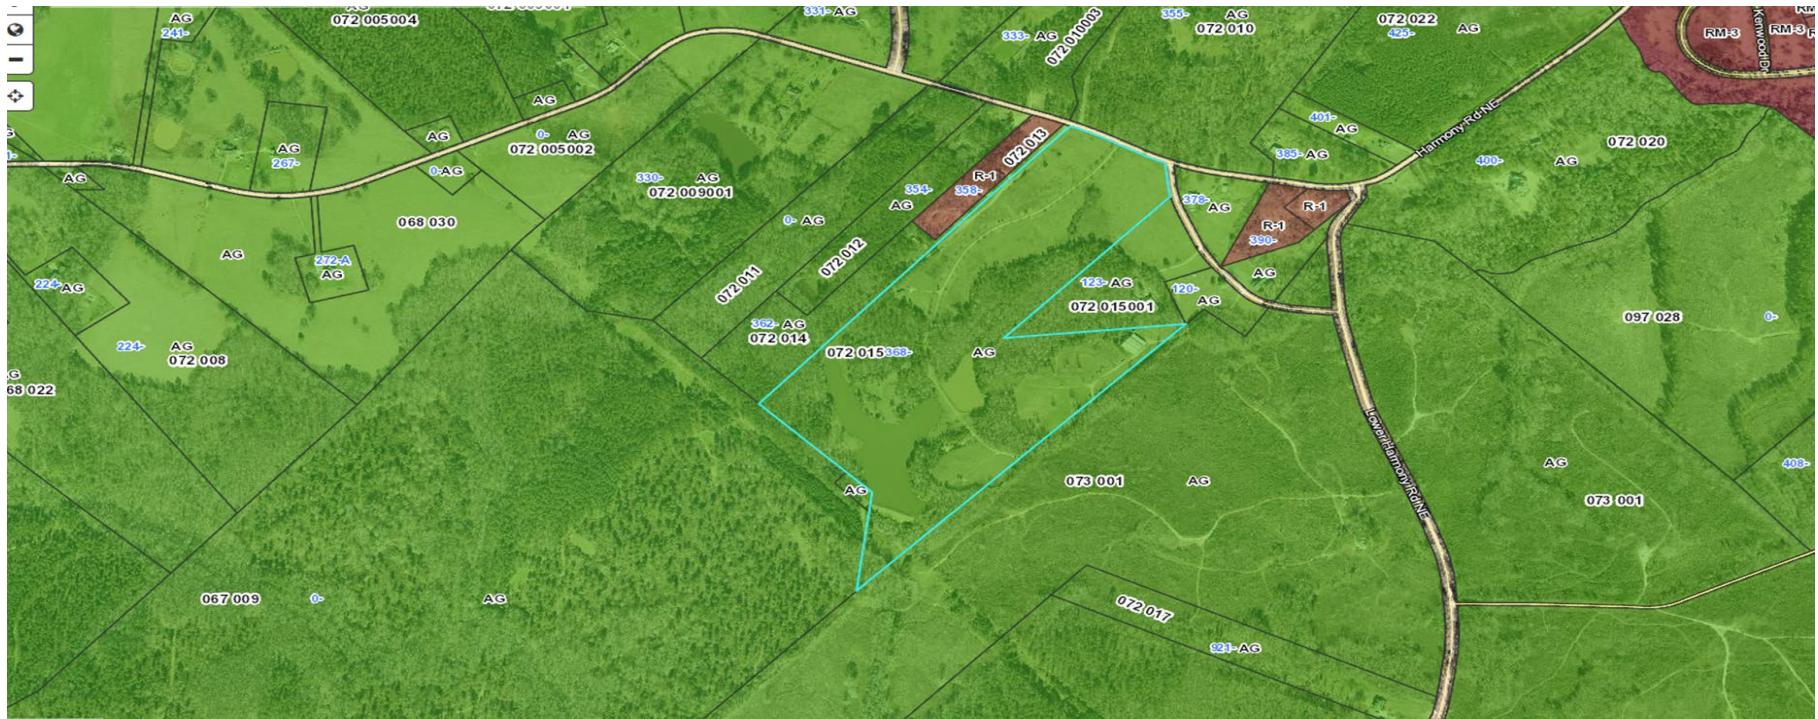 AG
072 005004
AG
241-
331- AG
333- AG
072 010003
355- AG
072 010
072 022
425- AG
RM-3
RM-3
Kenwood Dr
AG
AG
267-
AG
AG
0- AG
072 005002
0-AG
AG
330- AG
072 009001
354-
AG
358-
R-1
072 013
401-
AG
385- AG
Harmony Rd NE
072 020
400- AG
068 030
AG
272-A
AG
224- AG
0- AG
072 012
072 011
378- AG
R-1
R-1
390-
AG
123- AG
072 015001
120-
AG
097 028 0-
224- AG
072 008
362- AG
072 014
072 015 368- AG
68 022
Lower Harmony Rd NE
AG
073 001 AG
AG
073 001
408-
067 009 0- AG
072 017
921- AG